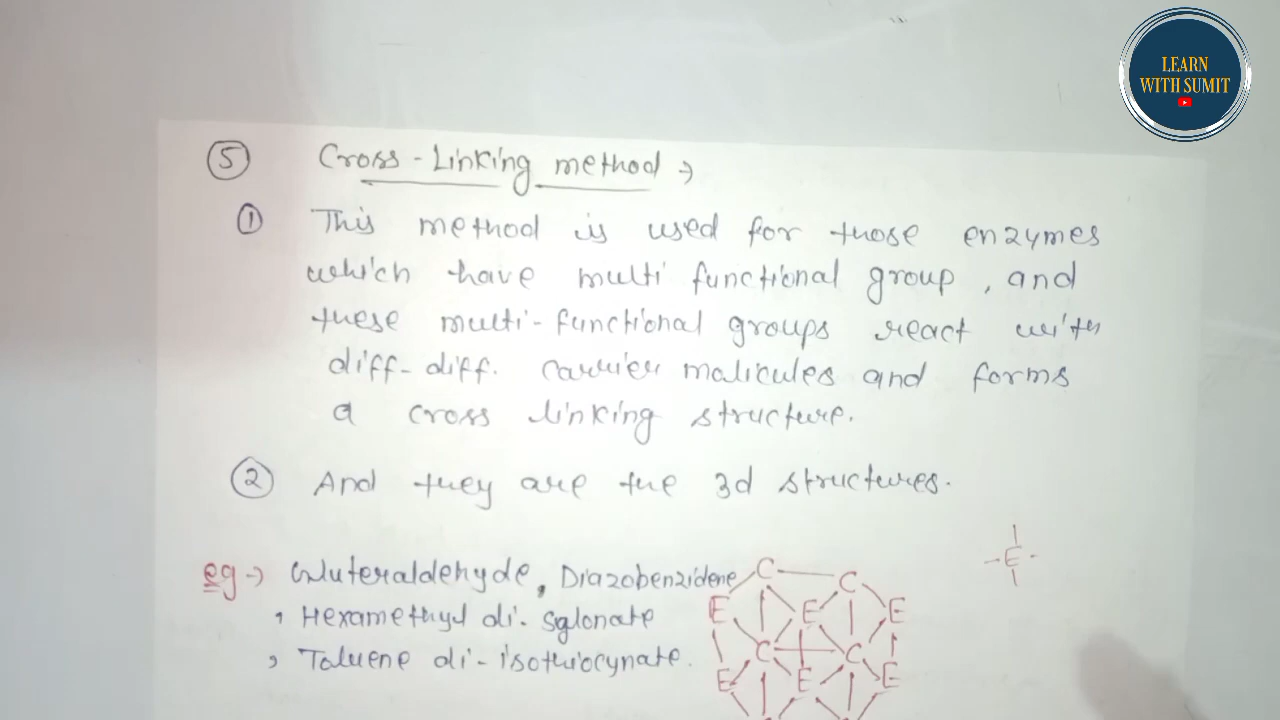 LEARN
WITH SUMIT
5 Cross-Linking method →
1 This method is used for those enzymes
which have multi functional group, and
these multi-functional groups react with
diff-diff. carrier malicules and forms
a cross linking structure.
2 And they are the 3d structures.
eg → Gluteraldehyde, Diazobenzidene
, Hexamethyl di-
, Toluene di-isothiocynate.
-E-
C C
E E E
C C
E E E